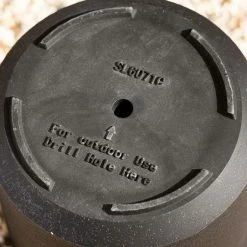 SLG071C
For Outdoor Use
Drill Hole Here